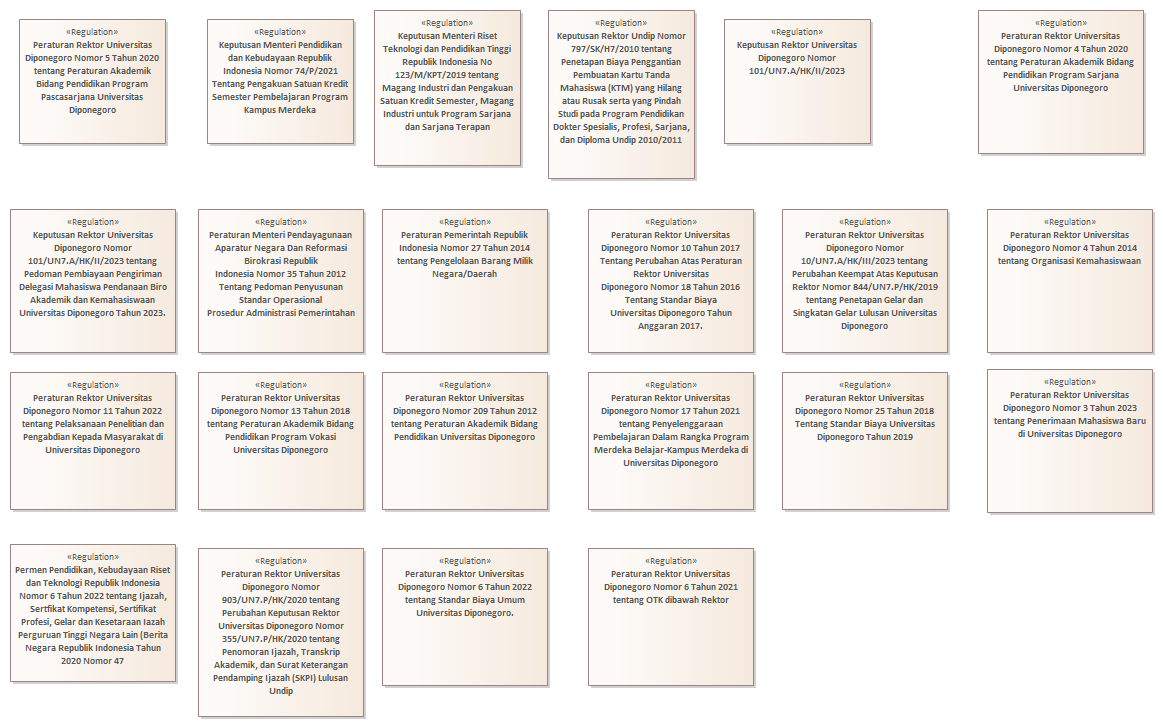 «Regulation»
Peraturan Rektor Universitas
Diponegoro Nomor 5 Tahun 2020
tentang Peraturan Akademik
Bidang Pendidikan Program
Pascasarjana Universitas
Diponegoro
«Regulation»
Keputusan Menteri Pendidikan
dan Kebudayaan Republik
Indonesia Nomor 74/P/2021
Tentang Pengakuan Satuan Kredit
Semester Pembelajaran Program
Kampus Merdeka
«Regulation»
Keputusan Menteri Riset
Teknologi dan Pendidikan Tinggi
Republik Indonesia No
123/M/KPT/2019 tentang
Magang Industri dan Pengakuan
Satuan Kredit Semester, Magang
Industri untuk Program Sarjana
dan Sarjana Terapan
«Regulation»
Keputusan Rektor Undip Nomor
797/SK/H7/2010 tentang
Penetapan Biaya Penggantian
Pembuatan Kartu Tanda
Mahasiswa (KTM) yang Hilang
atau Rusak serta yang Pindah
Studi pada Program Pendidikan
Dokter Spesialis, Profesi, Sarjana,
dan Diploma Undip 2010/2011
«Regulation»
Keputusan Rektor Universitas
Diponegoro Nomor
101/UN7.A/HK/II/2023
«Regulation»
Peraturan Rektor Universitas
Diponegoro Nomor 4 Tahun 2020
tentang Peraturan Akademik Bidang
Pendidikan Program Sarjana
Universitas Diponegoro
«Regulation»
Keputusan Rektor Universitas
Diponegoro Nomor
101/UN7.A/HK/II/2023 tentang
Pedoman Pembiayaan Pengiriman
Delegasi Mahasiswa Pendanaan Biro
Akademik dan Kemahasiswaan
Universitas Diponegoro Tahun 2023.
«Regulation»
Peraturan Menteri Pendayagunaan
Aparatur Negara Dan Reformasi
Birokrasi Republik
Indonesia Nomor 35 Tahun 2012
Tentang Pedoman Penyusunan
Standar Operasional
Prosedur Administrasi Pemerintahan
«Regulation»
Peraturan Pemerintah Republik
Indonesia Nomor 27 Tahun 2014
tentang Pengelolaan Barang Milik
Negara/Daerah
«Regulation»
Peraturan Rektor Universitas
Diponegoro Nomor 10 Tahun 2017
Tentang Perubahan Atas Peraturan
Rektor Universitas
Diponegoro Nomor 18 Tahun 2016
Tentang Standar Biaya
Universitas Diponegoro Tahun
Anggaran 2017.
«Regulation»
Peraturan Rektor Universitas
Diponegoro Nomor
10/UN7.A/HK/III/2023 tentang
Perubahan Keempat Atas Keputusan
Rektor Nomor 844/UN7.P/HK/2019
tentang Penetapan Gelar dan
Singkatan Gelar Lulusan Universitas
Diponegoro
«Regulation»
Peraturan Rektor Universitas
Diponegoro Nomor 4 Tahun 2014
tentang Organisasi Kemahasiswaan
«Regulation»
Peraturan Rektor Universitas
Diponegoro Nomor 11 Tahun 2022
tentang Pelaksanaan Penelitian dan
Pengabdian Kepada Masyarakat di
Universitas Diponegoro
«Regulation»
Peraturan Rektor Universitas
Diponegoro Nomor 13 Tahun 2018
tentang Peraturan Akademik Bidang
Pendidikan Program Vokasi
Universitas Diponegoro
«Regulation»
Peraturan Rektor Universitas
Diponegoro Nomor 209 Tahun 2012
tentang Peraturan Akademik Bidang
Pendidikan Universitas Diponegoro
«Regulation»
Peraturan Rektor Universitas
Diponegoro Nomor 17 Tahun 2021
tentang Penyelenggaraan
Pembelajaran Dalam Rangka Program
Merdeka Belajar-Kampus Merdeka di
Universitas Diponegoro
«Regulation»
Peraturan Rektor Universitas
Diponegoro Nomor 25 Tahun 2018
Tentang Standar Biaya Universitas
Diponegoro Tahun 2019
«Regulation»
Peraturan Rektor Universitas
Diponegoro Nomor 3 Tahun 2023
tentang Penerimaan Mahasiswa Baru
di Universitas Diponegoro
«Regulation»
Permen Pendidikan, Kebudayaan Riset
dan Teknologi Republik Indonesia
Nomor 6 Tahun 2022 tentang Ijazah,
Sertfikat Kompetensi, Sertifikat
Profesi, Gelar dan Kesetaraan Iazah
Perguruan Tinggi Negara Lain (Berita
Negara Republik Indonesia Tahun
2020 Nomor 47
«Regulation»
Peraturan Rektor Universitas
Diponegoro Nomor
903/UN7.P/HK/2020 tentang
Perubahan Keputusan Rektor
Universitas Diponegoro Nomor
355/UN7.P/HK/2020 tentang
Penomoran Ijazah, Transkrip
Akademik, dan Surat Keterangan
Pendamping Ijazah (SKPI) Lulusan
Undip
«Regulation»
Peraturan Rektor Universitas
Diponegoro Nomor 6 Tahun 2022
tentang Standar Biaya Umum
Universitas Diponegoro.
«Regulation»
Peraturan Rektor Universitas
Diponegoro Nomor 6 Tahun 2021
tentang OTK dibawah Rektor